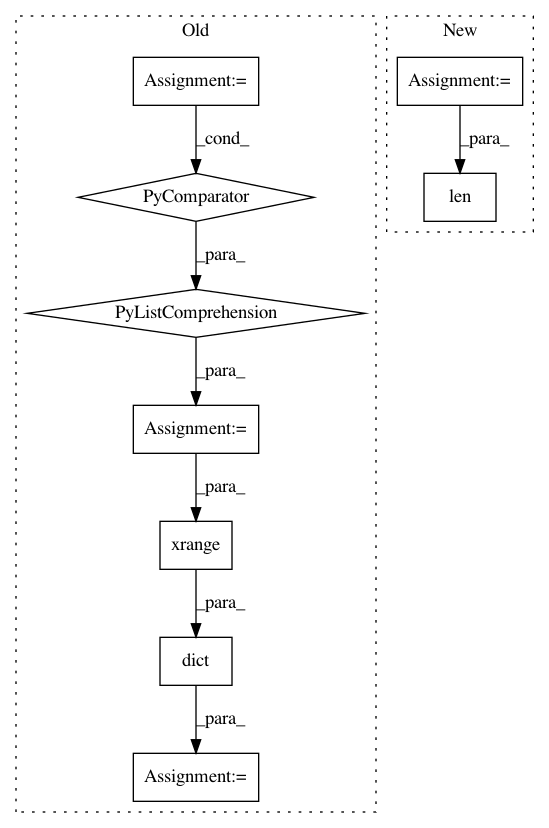 Old
Assignment:=
_cond_
PyComparator
_para_
PyListComprehension
_para_
Assignment:=
_para_
xrange
_para_
dict
_para_
Assignment:=
New
Assignment:=
_para_
len